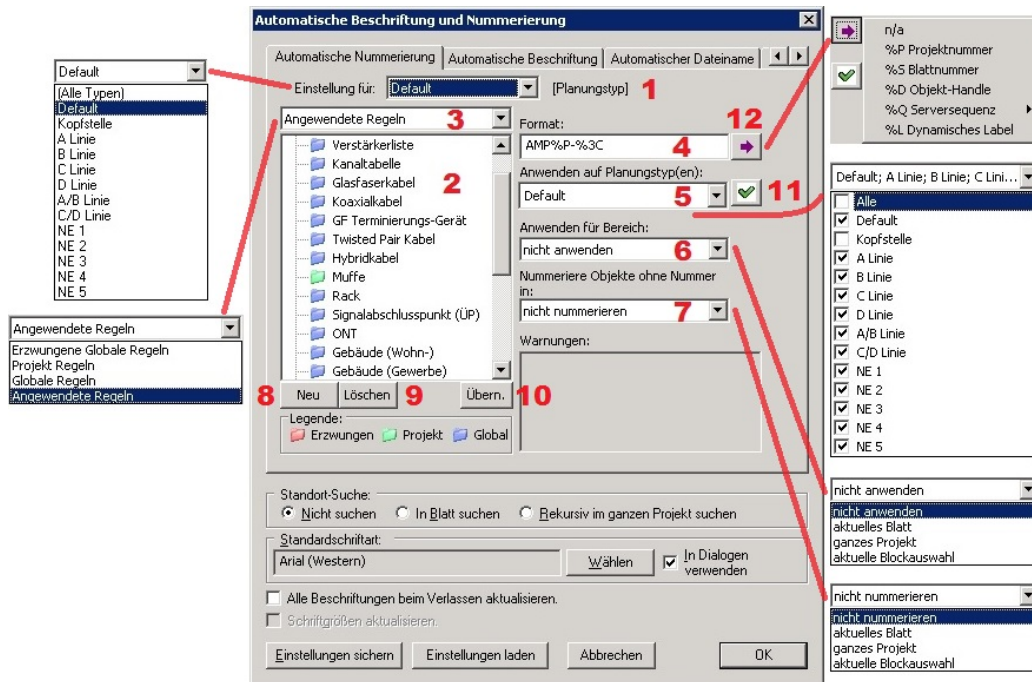 Automatische Beschriftung und Nummerierung
Automatische Nummerierung
Automatische Beschriftung
Automatischer Dateiname
Einstellung für:
Default
[Planungstyp]
1
Angewendete Regeln
3
Verstärkerliste
Kanaltabelle
Glasfaserkabel
2
Koaxialkabel
GF Terminierungs-Gerät
Twisted Pair Kabel
Hybridkabel
Muffe
Rack
Signalabschlusspunkt (ÜP)
ONT
Gebäude (Wohn-)
Gebäude (Gewerbe)
8
Neu
Löschen
9
Übern.
10
Legende:
Erzwungen
Projekt
Global
Format:
12
AMP%P-%3C
4
Anwenden auf Planungstyp(en):
Default
5
11
Anwenden für Bereich:
nicht anwenden
6
Nummeriere Objekte ohne Nummer in:
nicht nummerieren
7
Warnungen:
Standort-Suche:
Nicht suchen
In Blatt suchen
Rekursiv im ganzen Projekt suchen
Standardschriftart:
Arial (Western)
Wählen
In Dialogen verwenden
Alle Beschriftungen beim Verlassen aktualisieren.
Schriftgrößen aktualisieren.
Einstellungen sichern
Einstellungen laden
Abbrechen
OK
Default
(Alle Typen)
Default
Kopfstelle
A Linie
B Linie
C Linie
D Linie
A/B Linie
C/D Linie
NE 1
NE 2
NE 3
NE 4
NE 5
Angewendete Regeln
Erzwungene Globale Regeln
Projekt Regeln
Globale Regeln
Angewendete Regeln
n/a
%P Projektnummer
%S Blattnummer
%D Objekt-Handle
%Q Serversequenz
%L Dynamisches Label
Default; A Linie; B Linie; C Lini...
Alle
Default
Kopfstelle
A Linie
B Linie
C Linie
D Linie
A/B Linie
C/D Linie
NE 1
NE 2
NE 3
NE 4
NE 5
nicht anwenden
nicht anwenden
aktuelles Blatt
ganzes Projekt
aktuelle Blockauswahl
nicht nummerieren
nicht nummerieren
aktuelles Blatt
ganzes Projekt
aktuelle Blockauswahl